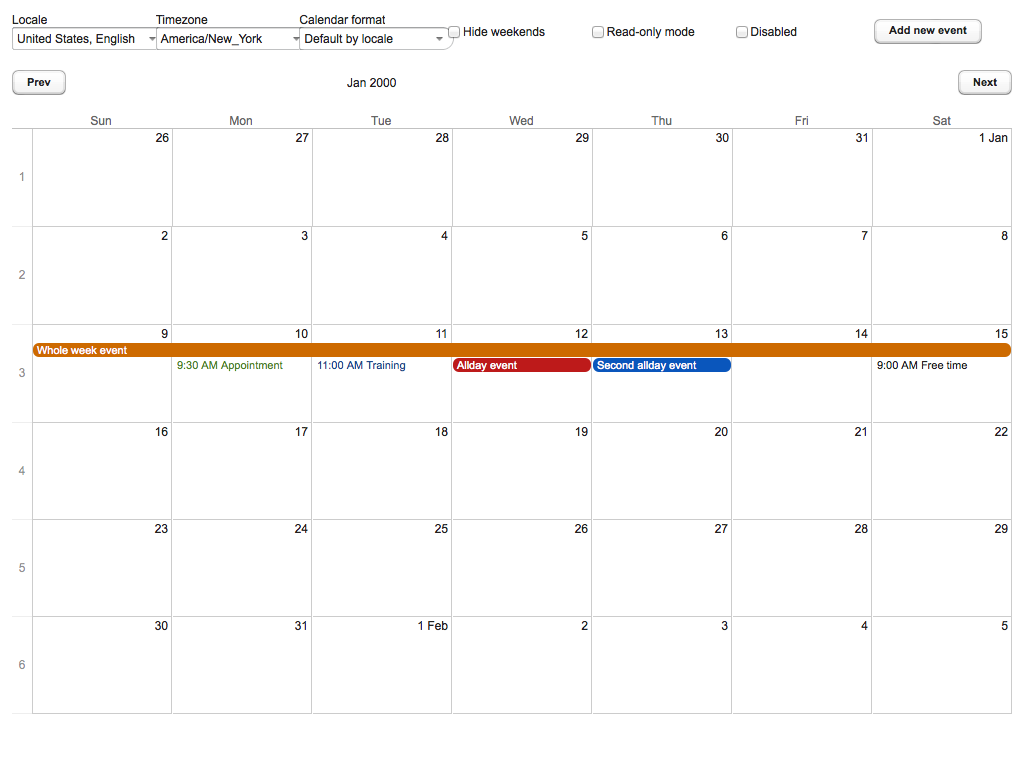 Locale Timezone Calendar format
United States, English America/New_York Default by locale Hide weekends Read-only mode Disabled Add new event
Prev Jan 2000 Next
Sun Mon Tue Wed Thu Fri Sat
26 27 28 29 30 31 1 Jan
1
2 3 4 5 6 7 8
2
9 10 11 12 13 14 15
Whole week event
3 9:30 AM Appointment 11:00 AM Training Allday event Second allday event 9:00 AM Free time
16 17 18 19 20 21 22
4
23 24 25 26 27 28 29
5
30 31 1 Feb 2 3 4 5
6